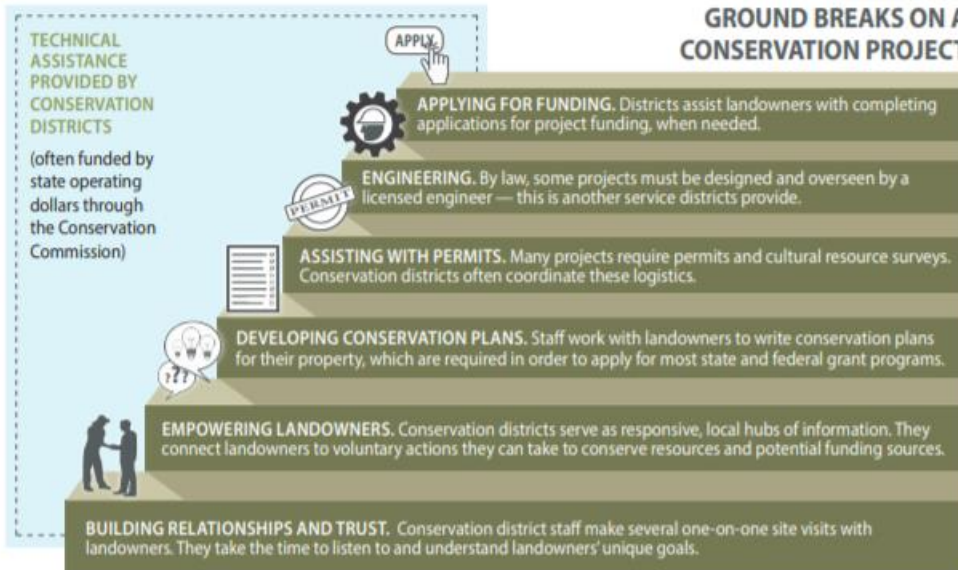 GROUND BREAKS ON A
CONSERVATION PROJECT
TECHNICAL
ASSISTANCE
PROVIDED BY
CONSERVATION
DISTRICTS
(often funded by
state operating
dollars through
the Conservation
Commission)
APPLY
APPLYING FOR FUNDING. Districts assist landowners with completing
applications for project funding, when needed.
ENGINEERING. By law, some projects must be designed and overseen by a
licensed engineer — this is another service districts provide.
PERMIT
ASSISTING WITH PERMITS. Many projects require permits and cultural resource surveys.
Conservation districts often coordinate these logistics.
DEVELOPING CONSERVATION PLANS. Staff work with landowners to write conservation plans
for their property, which are required in order to apply for most state and federal grant programs.
???
EMPOWERING LANDOWNERS. Conservation districts serve as responsive, local hubs of information. They
connect landowners to voluntary actions they can take to conserve resources and potential funding sources.
BUILDING RELATIONSHIPS AND TRUST. Conservation district staff make several one-on-one site visits with
landowners. They take the time to listen to and understand landowners' unique goals.